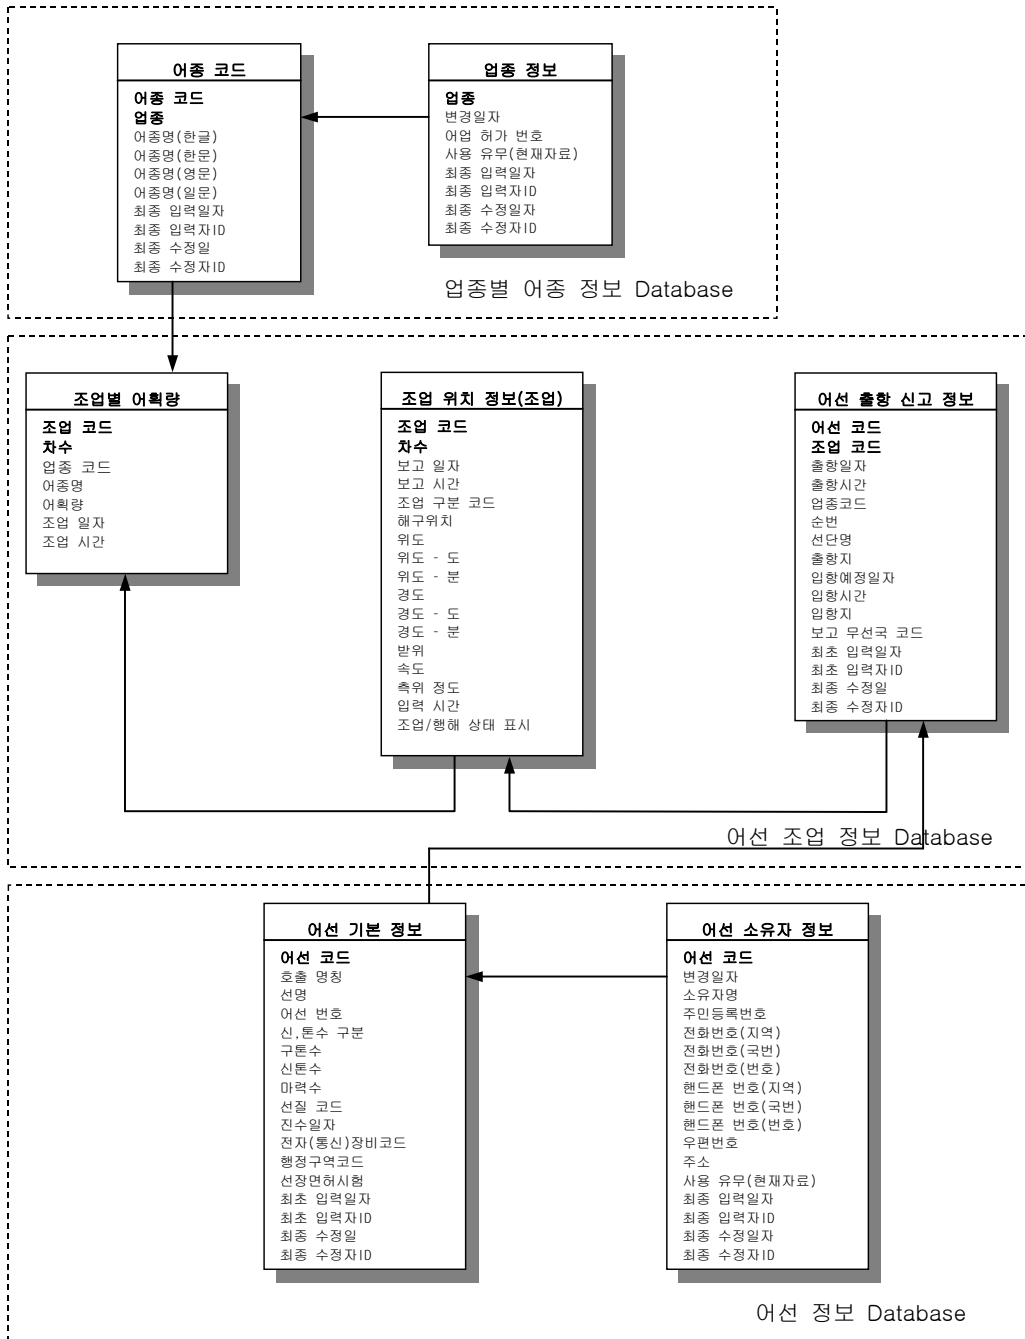 어종 코드
어종 코드
업종
어종명(한글)
어종명(한문)
어종명(영문)
어종명(일문)
최종 입력일자
최종 입력자ID
최종 수정일
최종 수정자ID
업종 정보
업종
변경일자
어업 허가 번호
사용 유무(현재자료)
최종 입력일자
최종 입력자ID
최종 수정일자
최종 수정자ID
업종별 어종 정보 Database
조업별 어획량
조업 코드
차수
업종 코드
어종명
어획량
조업 일자
조업 시간
조업 위치 정보(조업)
조업 코드
차수
보고 일자
보고 시간
조업 구분 코드
해구위치
위도
위도 - 도
위도 - 분
경도
경도 - 도
경도 - 분
받위
속도
측위 정도
입력 시간
조업/행해 상태 표시
어선 출항 신고 정보
어선 코드
조업 코드
출항일자
출항시간
업종코드
순번
선단명
출항지
입항예정일자
입항시간
입항지
보고 무선국 코드
최초 입력일자
최초 입력자ID
최종 수정일
최종 수정자ID
어선 조업 정보 Database
어선 기본 정보
어선 코드
호출 명칭
선명
어선 번호
신,톤수 구분
구톤수
신톤수
마력수
선질 코드
진수일자
전자(통신)장비코드
행정구역코드
선장면허시험
최초 입력일자
최초 입력자ID
최종 수정일
최종 수정자ID
어선 소유자 정보
어선 코드
변경일자
소유자명
주민등록번호
전화번호(지역)
전화번호(국번)
전화번호(번호)
핸드폰 번호(지역)
핸드폰 번호(국번)
핸드폰 번호(번호)
우편번호
주소
사용 유무(현재자료)
최종 입력일자
최종 입력자ID
최종 수정일자
최종 수정자ID
어선 정보 Database